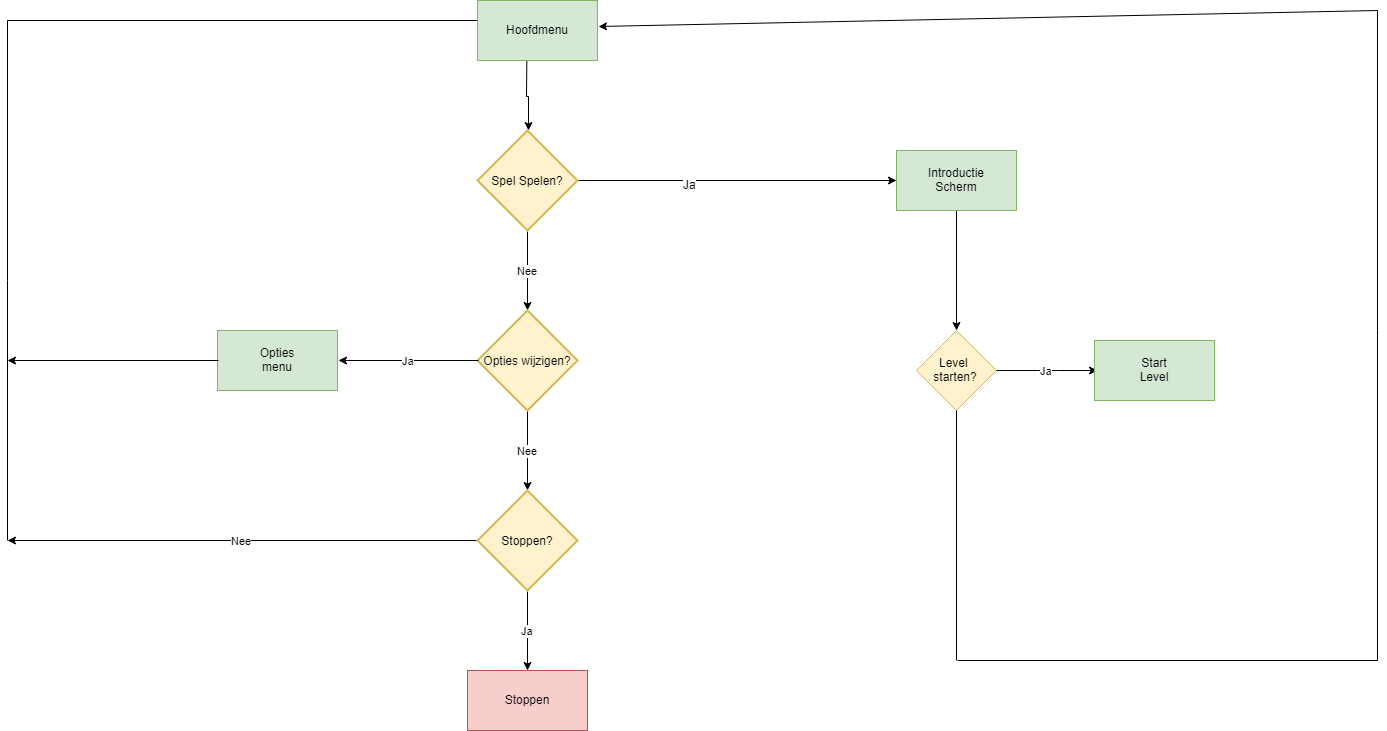 Hoofdmenu
Spel Spelen?
Ja
Introductie
Scherm
Nee
Opties
menu
Ja
Opties wijzigen?
Level
starten?
Ja
Start
Level
Nee
Nee
Stoppen?
Ja
Stoppen